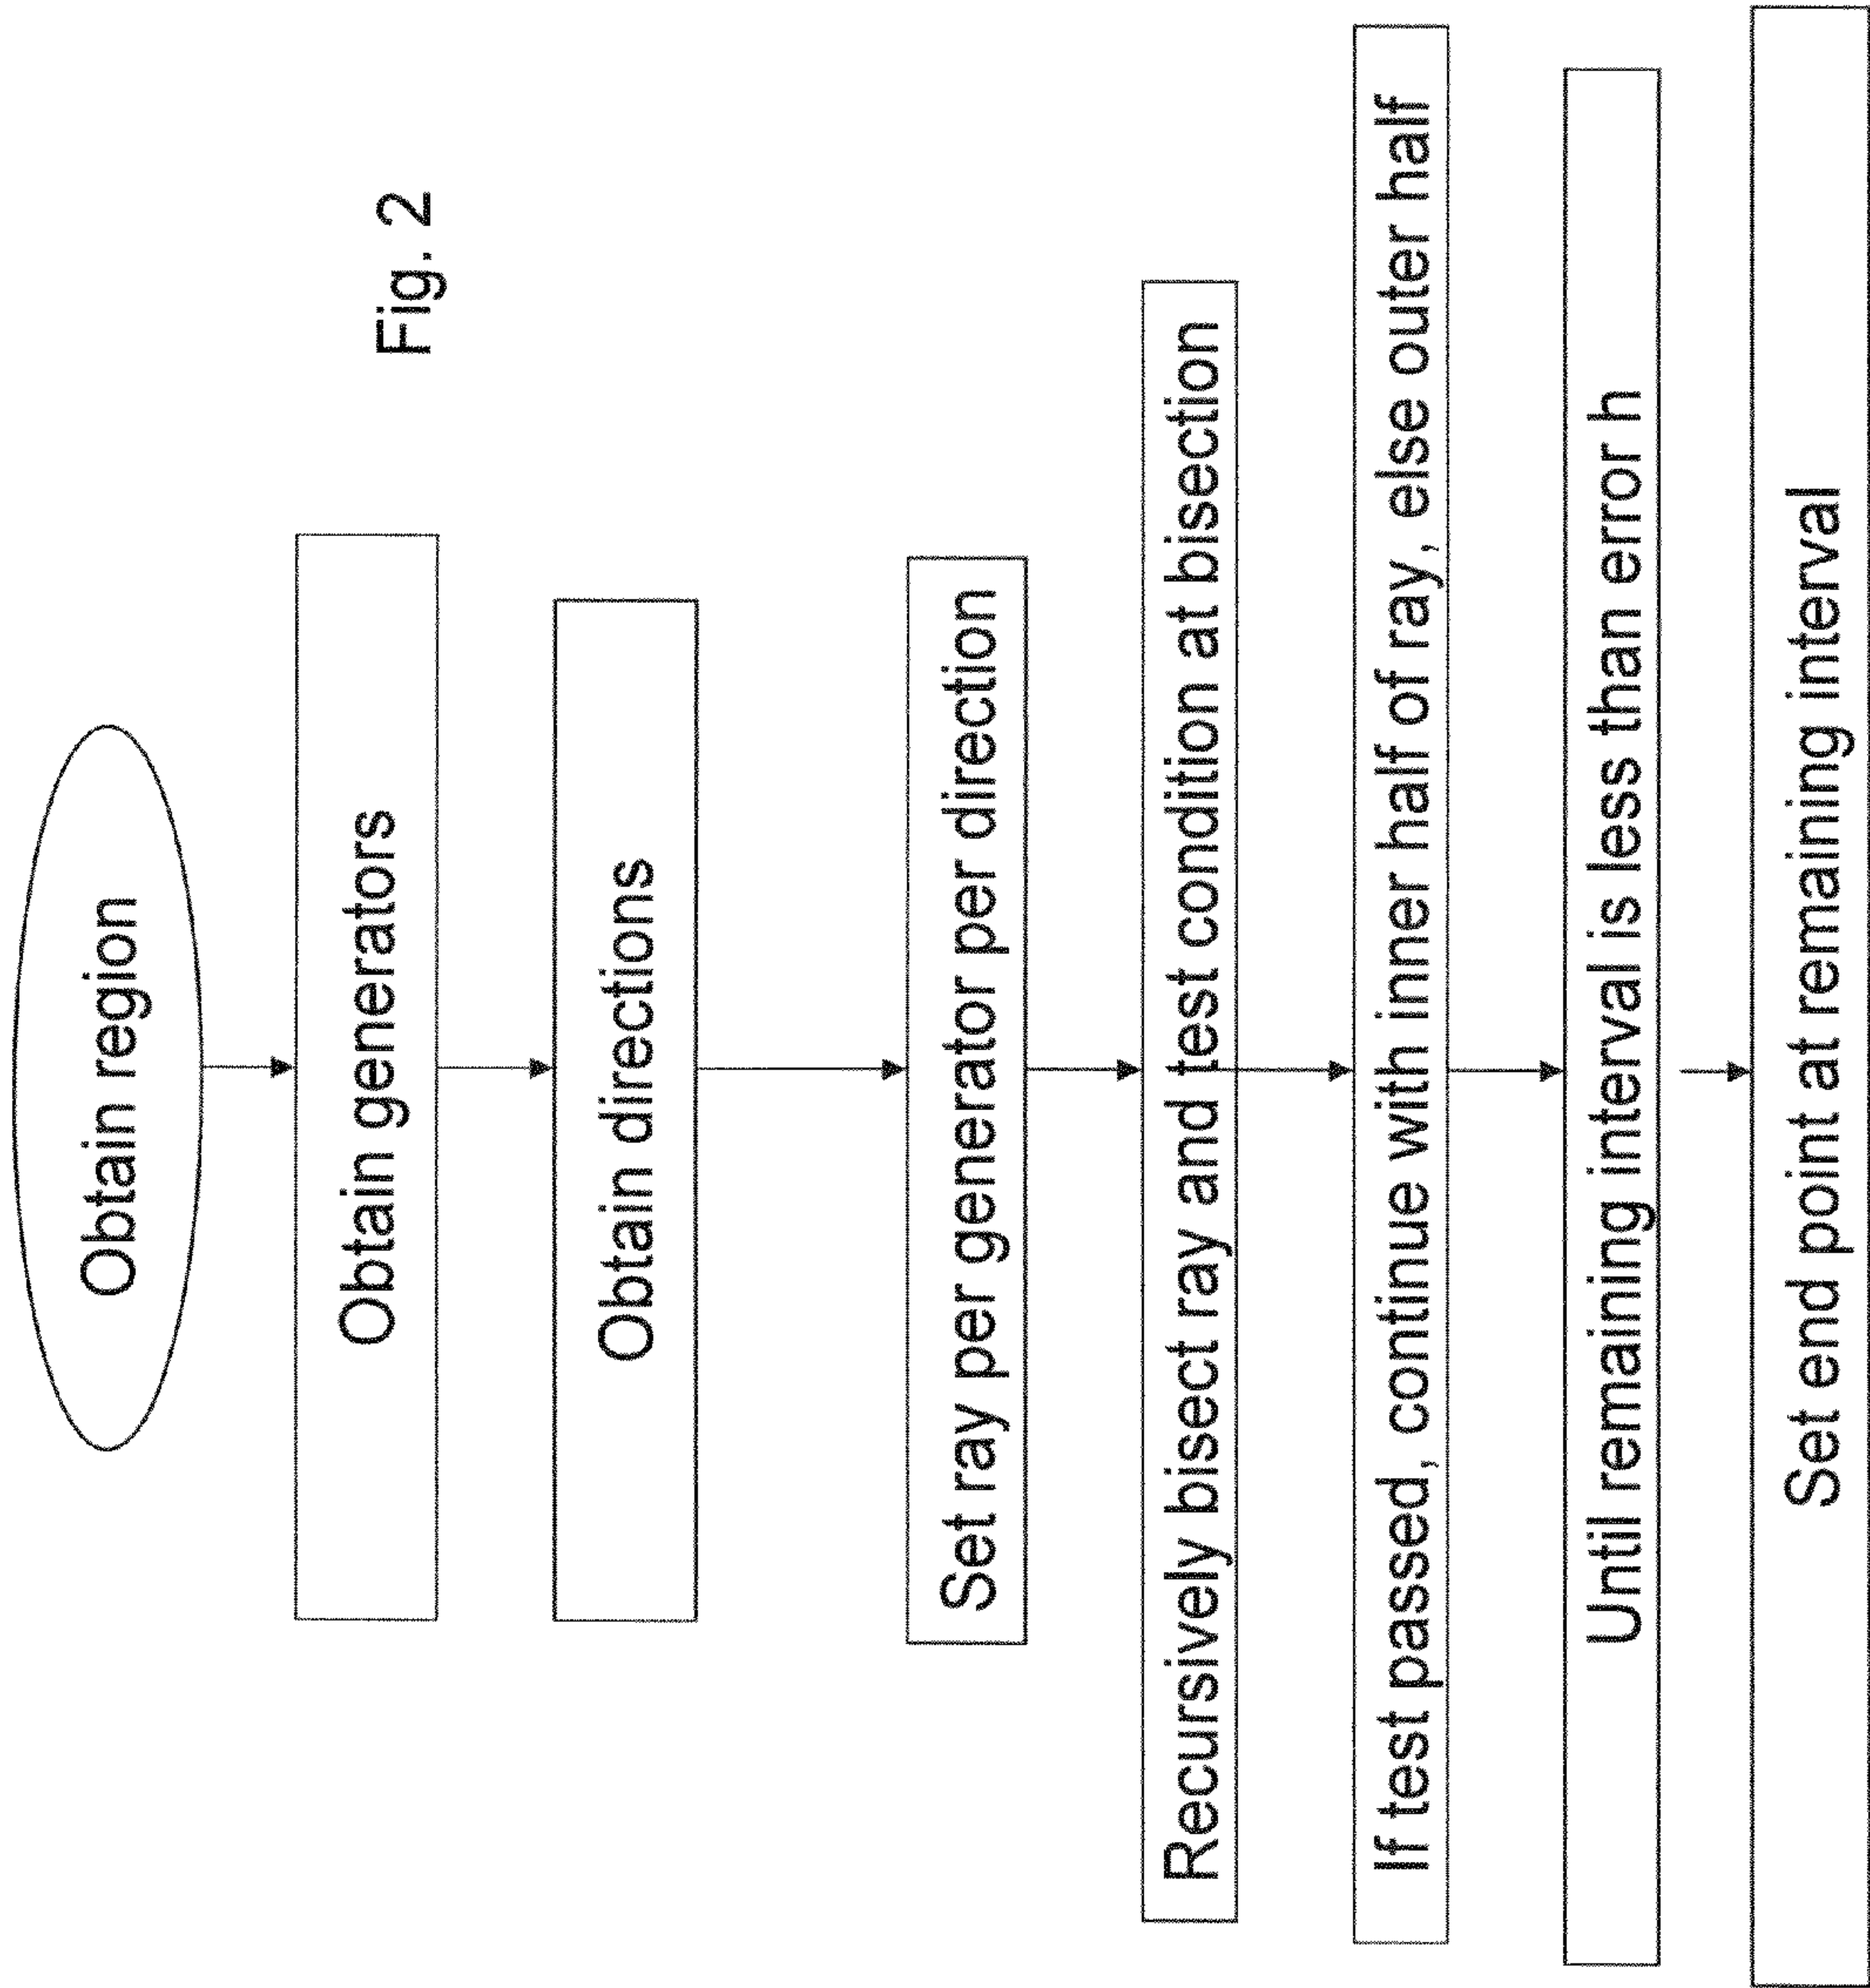 Obtain region
Fig. 2
Obtain generators
Obtain directions
Set ray per generator per direction
Recursively bisect ray and test condition at bisection
If test passed, continue with inner half of ray, else outer half
Until remaining interval is less than error h
Set end point at remaining interval